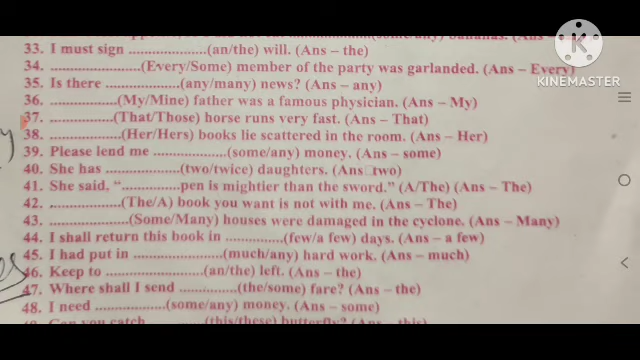 33. I must sign ....................(an/the) will. (Ans – the)
34. ........................(Every/Some) member of the party was garlanded. (Ans – Every)
35. Is there ...................(any/many) news? (Ans – any)
36. .................(My/Mine) father was a famous physician. (Ans – My)
37. .................(That/Those) horse runs very fast. (Ans – That)
38. ....................(Her/Hers) books lie scattered in the room. (Ans – Her)
39. Please lend me ...................(some/any) money. (Ans – some)
40. She has ....................(two/twice) daughters. (Ans two)
41. She said, “...............pen is mightier than the sword.” (A/The) (Ans – The)
42. ....................(The/A) book you want is not with me. (Ans – The)
43. .....................(Some/Many) houses were damaged in the cyclone. (Ans – Many)
44. I shall return this book in ...............(few/a few) days. (Ans – a few)
45. I had put in .......................(much/any) hard work. (Ans – much)
46. Keep to .........................(an/the) left. (Ans – the)
47. Where shall I send ...............(the/some) fare? (Ans – the)
48. I need ....................(some/any) money. (Ans – some)
Can you catch ...............(this/these) butterfly? (Ans – this)
K
KINEMASTER